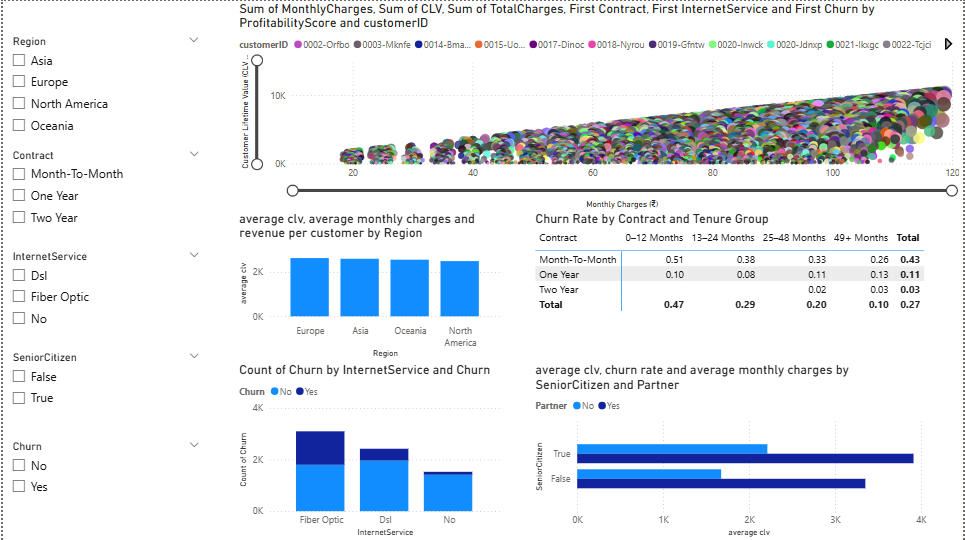 Sum of MonthlyCharges, Sum of CLV, Sum of TotalCharges, First Contract, First InternetService and First Churn by
ProfitabilityScore and customerID
customerID 0002-Orfbo 0003-Mknfe 0014-Bma... 0015-Uo... 0017-Dinoc 0018-Nyrou 0019-Gfntw 0020-Inwck 0020-Jdnxp 0021-Ikxgc 0022-Tcjci
Customer Lifetime Value (CLV...
10K
0K
20 40 60 80 100 120
Monthly Charges (₹)
Region
Asia
Europe
North America
Oceania
Contract
Month-To-Month
One Year
Two Year
InternetService
Dsl
Fiber Optic
No
SeniorCitizen
False
True
Churn
No
Yes
average clv, average monthly charges and
revenue per customer by Region
average clv
2K
0K
Europe Asia Oceania North
America
Region
Churn Rate by Contract and Tenure Group
Contract 0–12 Months 13–24 Months 25–48 Months 49+ Months Total
Month-To-Month 0.51 0.38 0.33 0.26 0.43
One Year 0.10 0.08 0.11 0.13 0.11
Two Year 0.02 0.03 0.03
Total 0.47 0.29 0.20 0.10 0.27
Count of Churn by InternetService and Churn
Churn No Yes
Count of Churn
4K
2K
0K
Fiber Optic Dsl No
InternetService
average clv, churn rate and average monthly charges by
SeniorCitizen and Partner
Partner No Yes
SeniorCitizen
True
False
0K 1K 2K 3K 4K
average clv